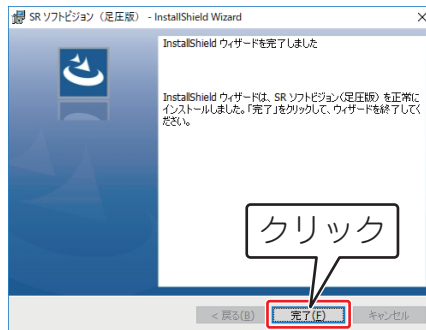 SR ソフトビジョン（足圧版） - InstallShield Wizard
InstallShield ウィザードを完了しました
InstallShield ウィザードは、SR ソフトビジョン(足圧版) を正常に
インストールしました。「完了」をクリックして、ウィザードを終了してく
ださい。
クリック
< 戻る(B) 完了(F) キャンセル